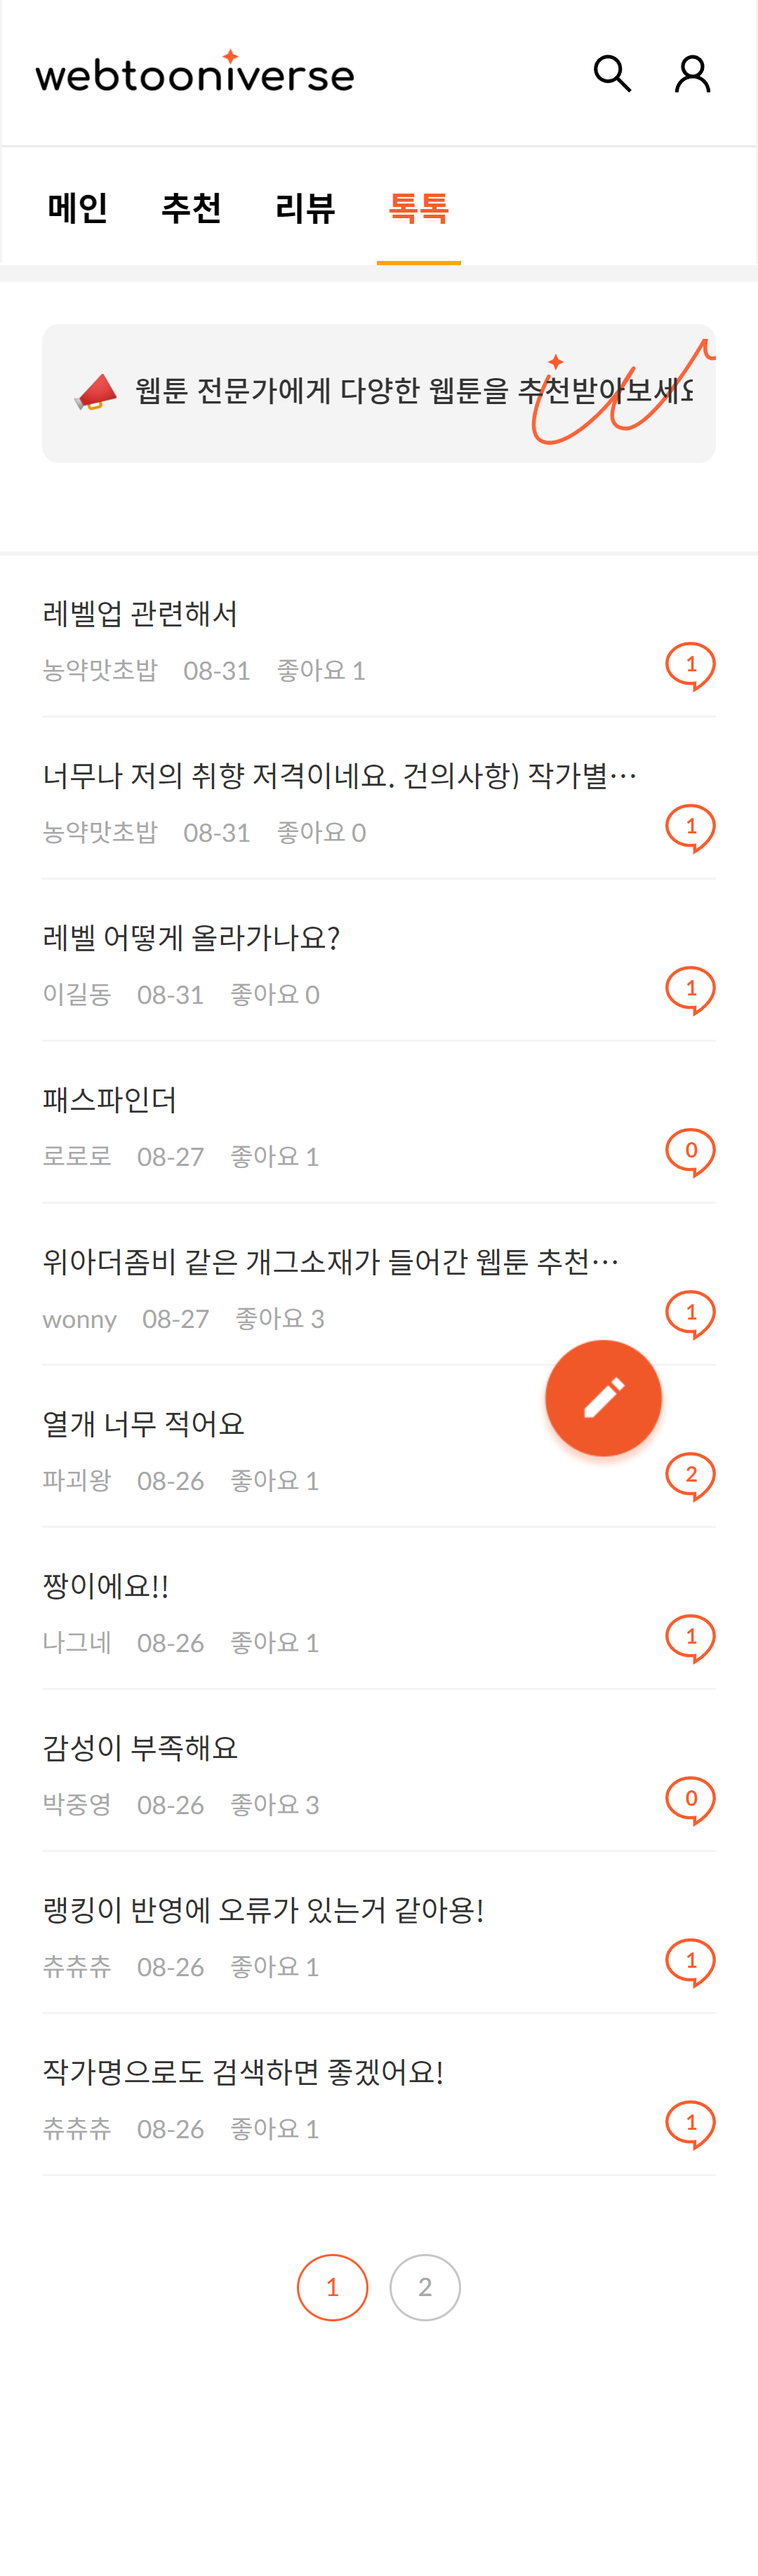 webtooniverse
메인 추천 리뷰 톡톡
웹툰 전문가에게 다양한 웹툰을 추천받아보세요
레벨업 관련해서
농약맛초밥 08-31 좋아요 1 1
너무나 저의 취향 저격이네요. 건의사항) 작가별…
농약맛초밥 08-31 좋아요 0 1
레벨 어떻게 올라가나요?
이길동 08-31 좋아요 0 1
패스파인더
로로로 08-27 좋아요 1 0
위아더좀비 같은 개그소재가 들어간 웹툰 추천…
wonny 08-27 좋아요 3 1
열개 너무 적어요
파괴왕 08-26 좋아요 1 2
짱이에요!!
나그네 08-26 좋아요 1 1
감성이 부족해요
박중영 08-26 좋아요 3 0
랭킹이 반영에 오류가 있는거 같아용!
츄츄츄 08-26 좋아요 1 1
작가명으로도 검색하면 좋겠어요!
츄츄츄 08-26 좋아요 1 1
1 2